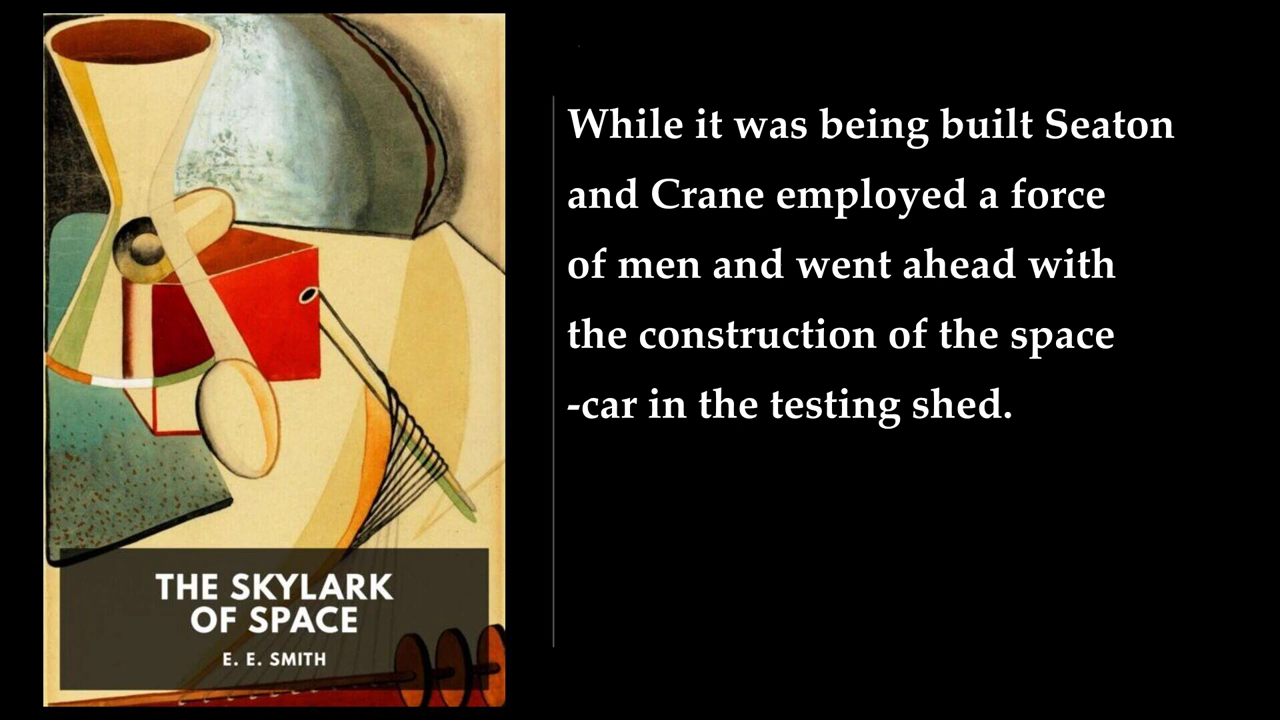 While it was being built Seaton
and Crane employed a force
of men and went ahead with
the construction of the space
-car in the testing shed.
THE SKYLARK
OF SPACE
E. E. SMITH